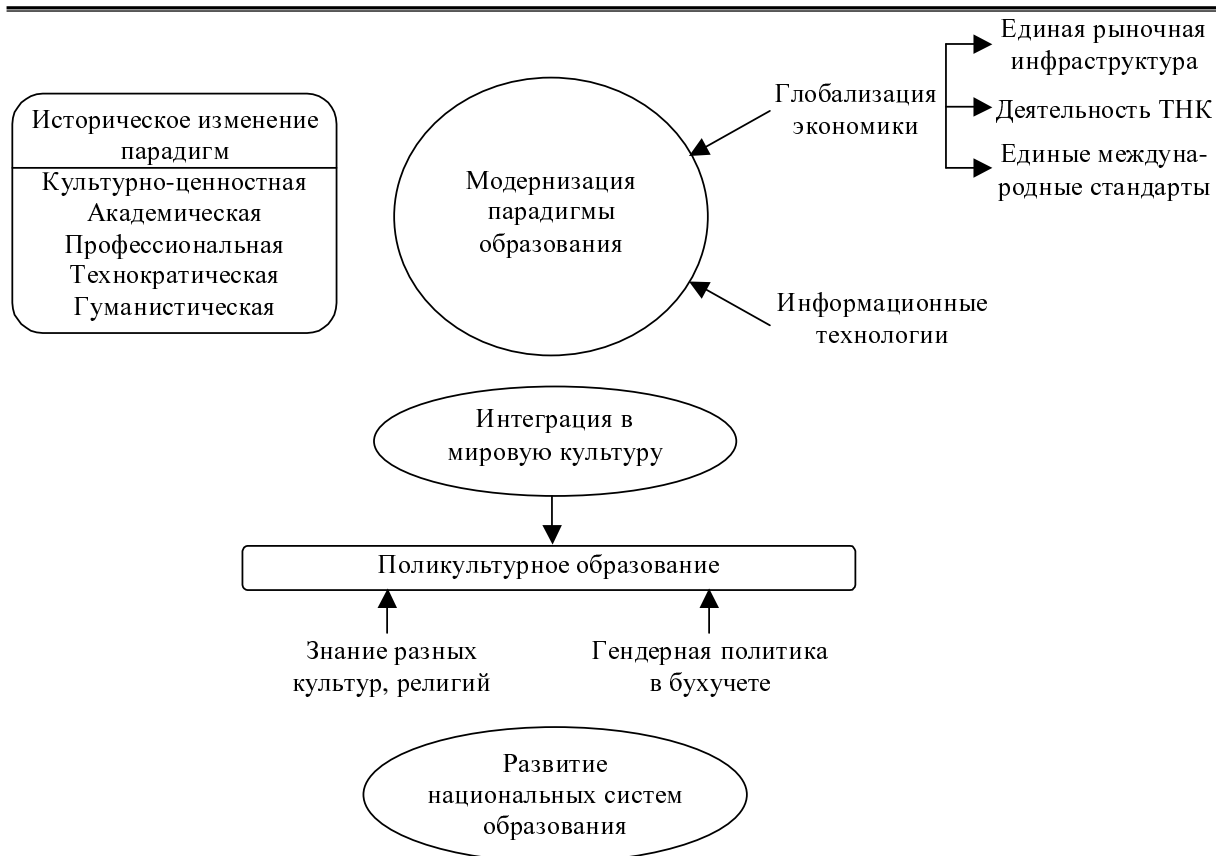 Историческое изменение
парадигм
Культурно-ценностная
Академическая
Профессиональная
Технократическая
Гуманистическая
Модернизация
парадигмы
образования
Глобализация
экономики
Единая рыночная
инфраструктура
Деятельность ТНК
Единые междуна-
родные стандарты
Информационные
технологии
Интеграция в
мировую культуру
Поликультурное образование
Знание разных
культур, религий
Гендерная политика
в бухучете
Развитие
национальных систем
образования